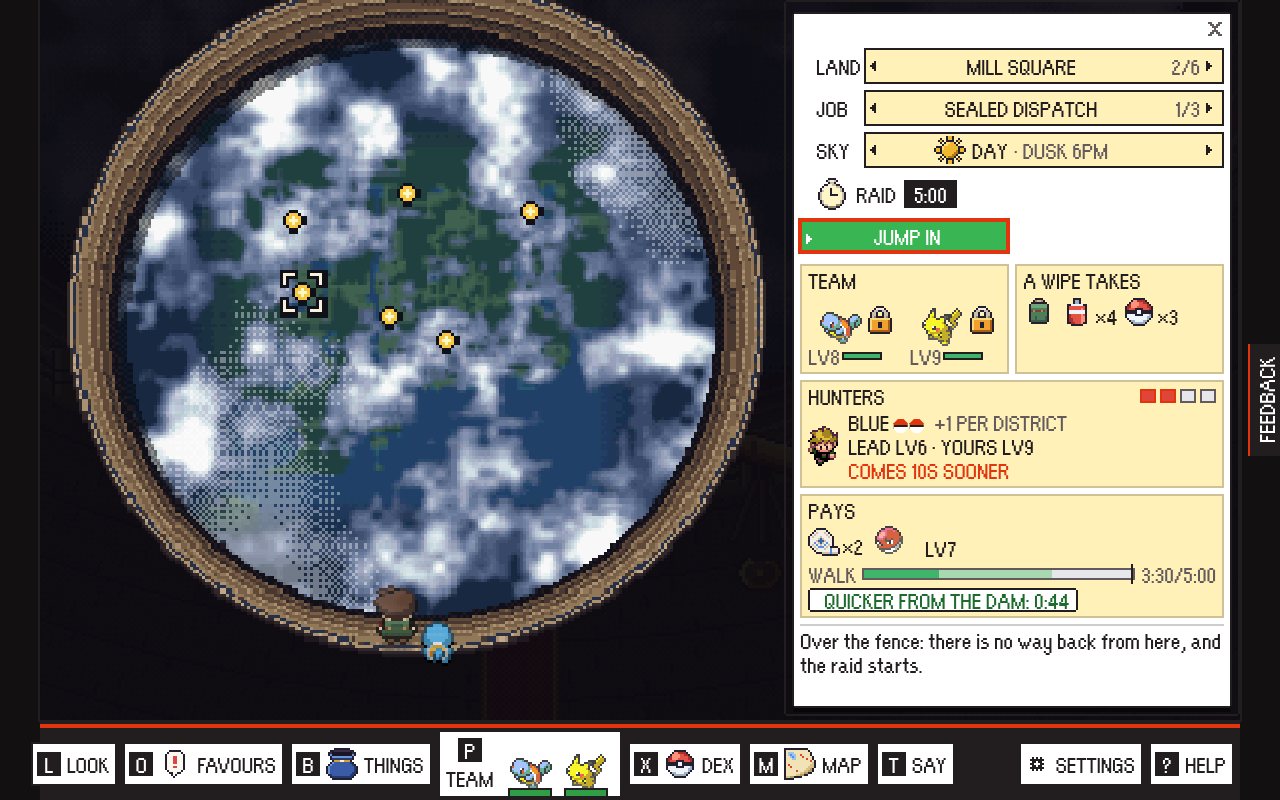 X
LAND MILL SQUARE 2/6
JOB SEALED DISPATCH 1/3
SKY DAY · DUSK 6PM
RAID 5:00
JUMP IN
TEAM
LV8 LV9
A WIPE TAKES
×4 ×3
HUNTERS
BLUE +1 PER DISTRICT
LEAD LV6 · YOURS LV9
COMES 10S SOONER
PAYS
×2 LV7
WALK 3:30/5:00
QUICKER FROM THE DAM: 0:44
Over the fence: there is no way back from here, and
the raid starts.
FEEDBACK
L LOOK
O FAVOURS
B THINGS
P TEAM
X DEX
M MAP
T SAY
SETTINGS
? HELP